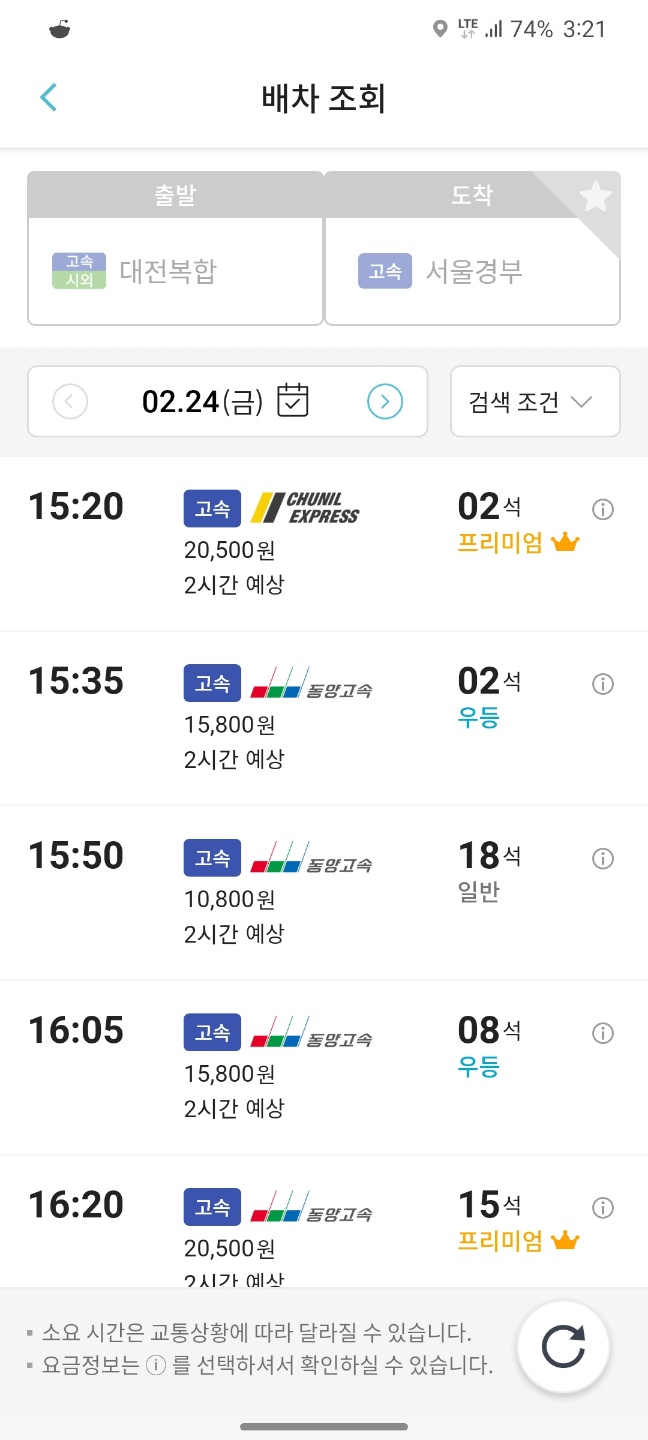 LTE 74% 3:21
배차 조회
출발
도착
고속
시외
대전복합
고속
서울경부
02.24(금)
검색 조건
15:20
고속
CHUNIL
EXPRESS
02석
프리미엄
20,500원
2시간 예상
15:35
고속
동양고속
02석
우등
15,800원
2시간 예상
15:50
고속
동양고속
18석
일반
10,800원
2시간 예상
16:05
고속
동양고속
08석
우등
15,800원
2시간 예상
16:20
고속
동양고속
15석
프리미엄
20,500원
2시간 예상
▪ 소요 시간은 교통상황에 따라 달라질 수 있습니다.
▪ 요금정보는 ⓘ 를 선택하셔서 확인하실 수 있습니다.